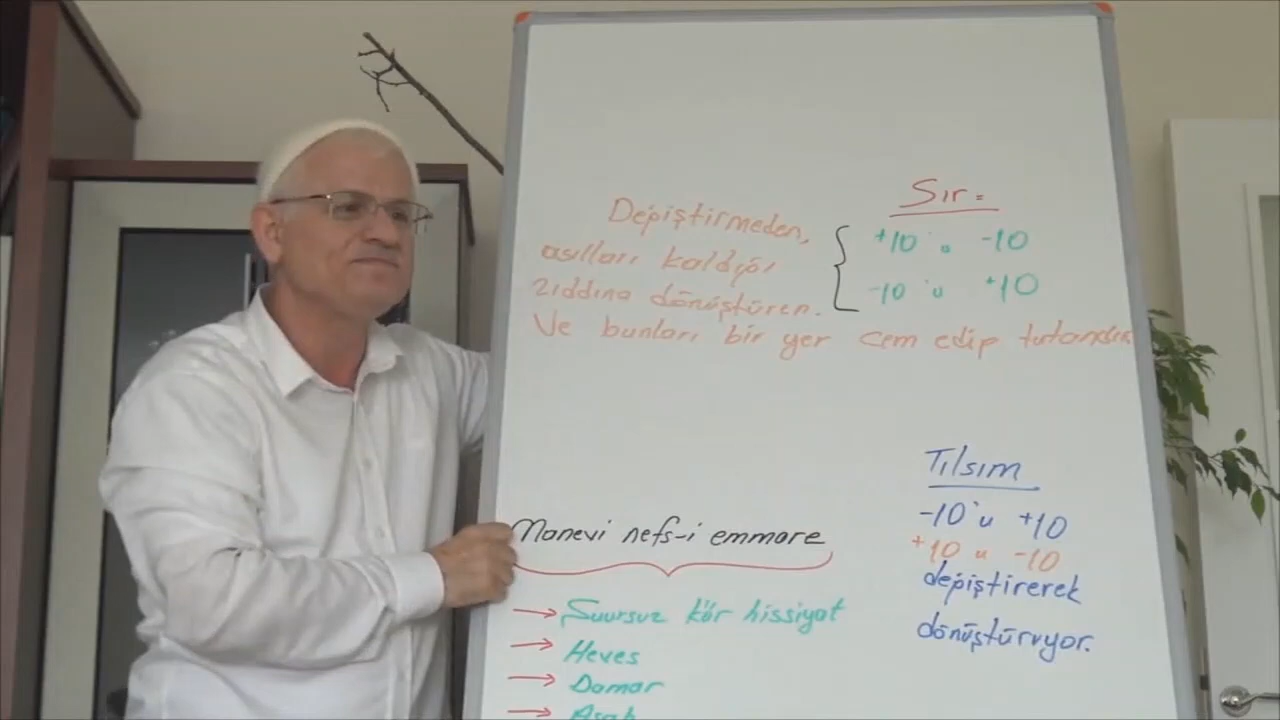 Sır =
Değiştirmeden,
asılları kaldığı
zıddına dönüştüren.
+10 'u -10
-10 'u +10
Ve bunları bir yer cem edip tutandır
Tılsım
-10 'u +10
+10 u -10
değiştirerek
dönüştürüyor.
Manevi nefs-i emmare
→ Şuursuz kör hissiyat
→ Heves
→ Damar
→ Asab